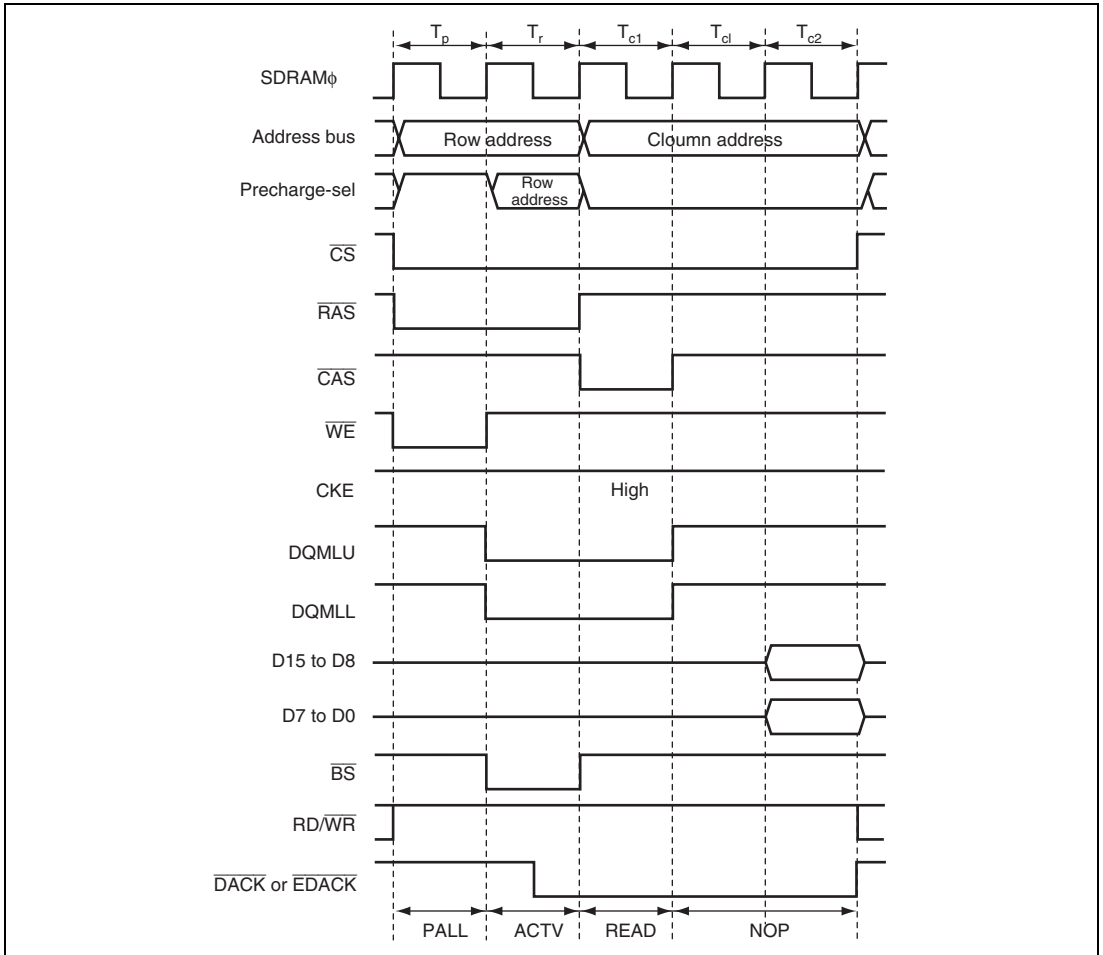 Tp Tr Tc1 Tcl Tc2
SDRAMϕ
Address bus Row address Cloumn address
Precharge-sel Row address
CS
RAS
CAS
WE
CKE High
DQMLU
DQMLL
D15 to D8
D7 to D0
BS
RD/WR
DACK or EDACK
PALL ACTV READ NOP